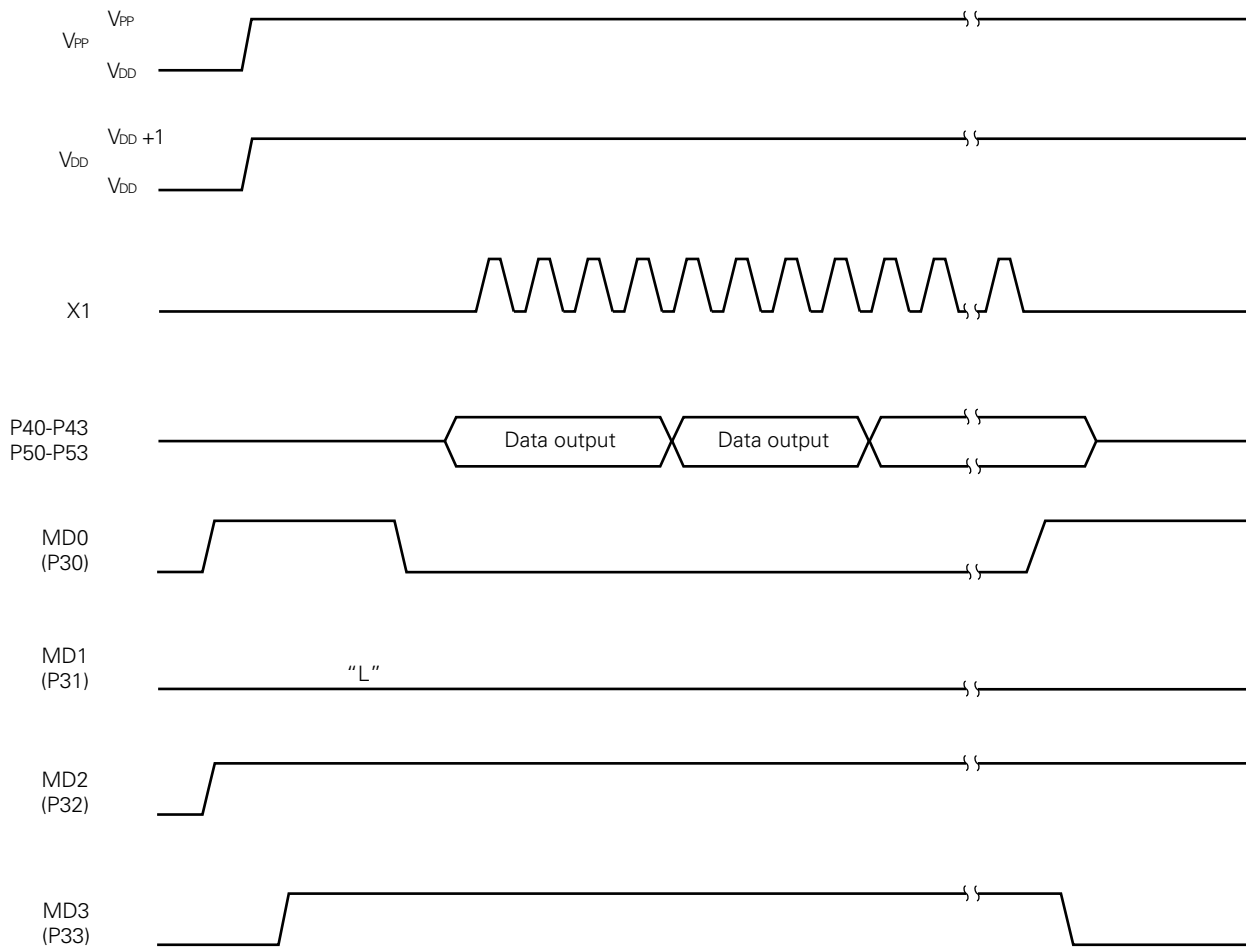 VPP
VPP
VDD
VDD +1
VDD
VDD
X1
P40-P43
P50-P53
Data output
Data output
MD0
(P30)
MD1
(P31)
“L”
MD2
(P32)
MD3
(P33)